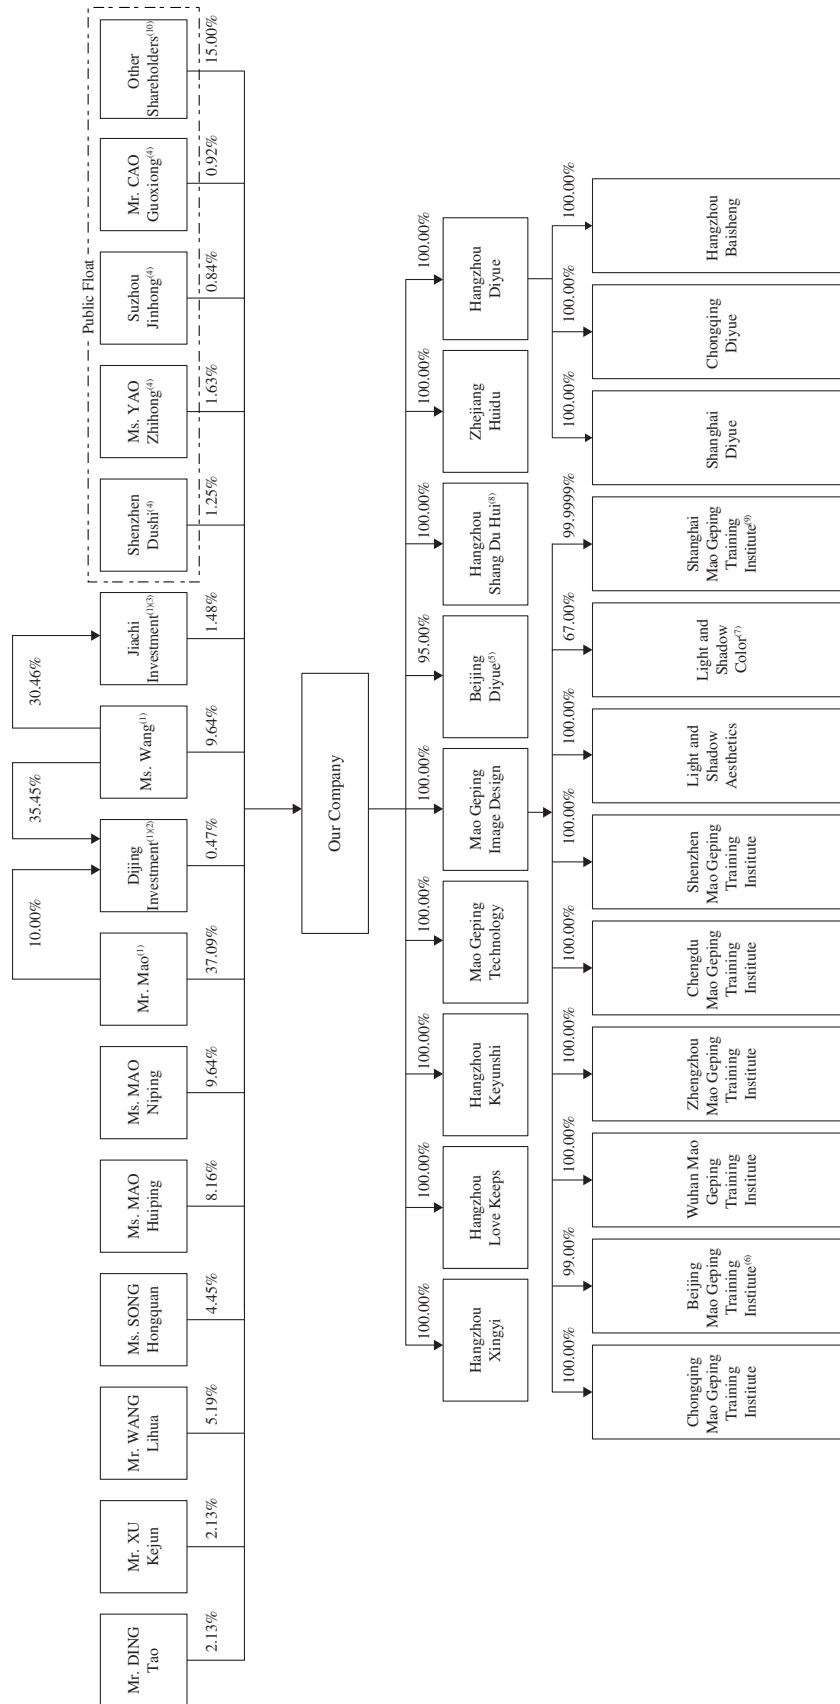 10.00%
35.45%
30.46%
Public Float
Mr. DING
Tao
Mr. XU
Kejun
Mr. WANG
Lihua
Ms. SONG
Hongquan
Ms. MAO
Huiping
Ms. MAO
Niping
Mr. Mao(1)
Dijing
Investment(1)(2)
Ms. Wang(1)
Jiachi
Investment(1)(3)
Shenzhen
Dushi(4)
Ms. YAO
Zhihong(4)
Suzhou
Jinhong(4)
Mr. CAO
Guoxiong(4)
Other
Shareholders(10)
2.13%
2.13%
5.19%
4.45%
8.16%
9.64%
37.09%
0.47%
9.64%
1.48%
1.25%
1.63%
0.84%
0.92%
15.00%
Our Company
100.00%
100.00%
100.00%
100.00%
100.00%
95.00%
100.00%
100.00%
100.00%
Hangzhou
Xingyi
Hangzhou
Love Keeps
Hangzhou
Keyunshi
Mao Geping
Technology
Mao Geping
Image Design
Beijing
Diyue(5)
Hangzhou
Shang Du Hui(8)
Zhejiang
Huidu
Hangzhou
Diyue
100.00%
99.00%
100.00%
100.00%
100.00%
100.00%
100.00%
67.00%
99.9999%
100.00%
100.00%
100.00%
Chongqing
Mao Geping
Training
Institute
Beijing
Mao Geping
Training
Institute(6)
Wuhan Mao
Geping
Training
Institute
Zhengzhou
Mao Geping
Training
Institute
Chengdu
Mao Geping
Training
Institute
Shenzhen
Mao Geping
Training
Institute
Light and
Shadow
Aesthetics
Light and
Shadow
Color(7)
Shanghai
Mao Geping
Training
Institute(9)
Shanghai
Diyue
Chongqing
Diyue
Hangzhou
Baisheng